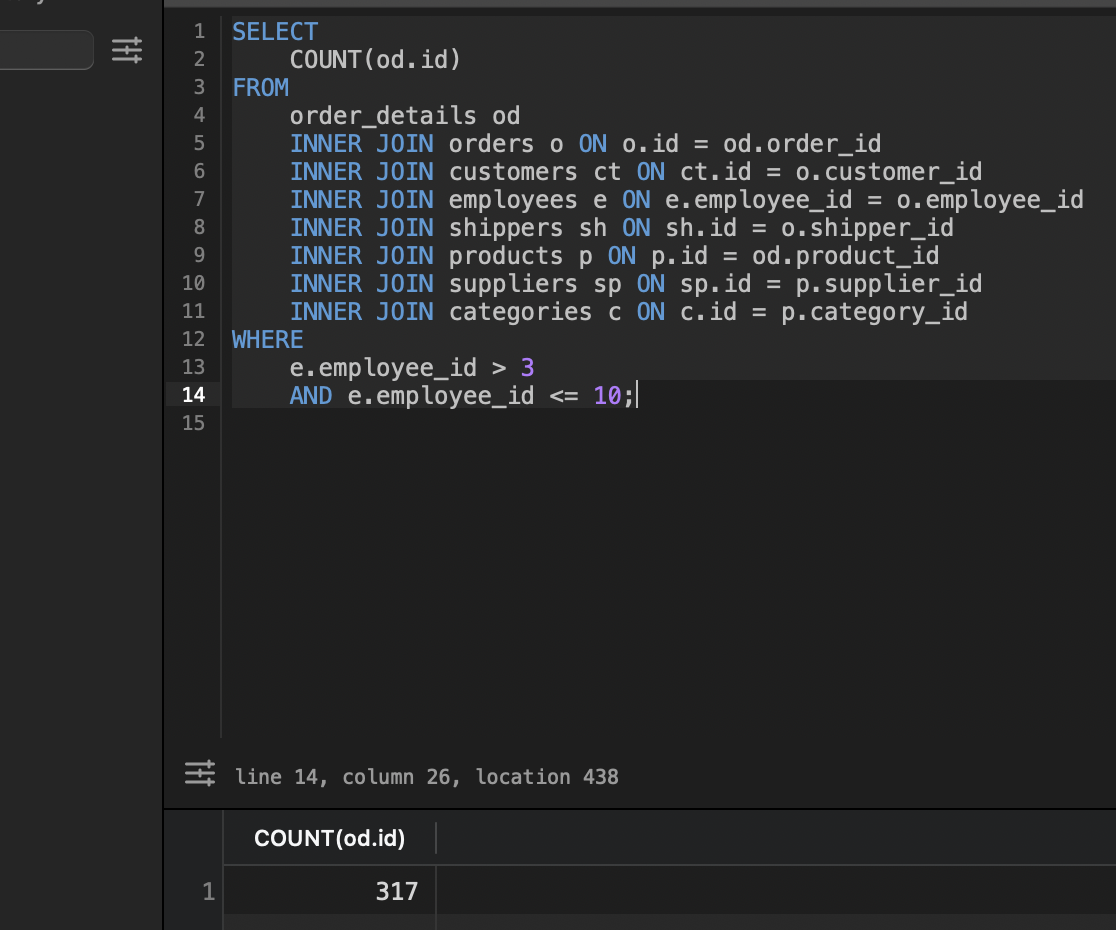 1 SELECT
2 COUNT(od.id)
3 FROM
4 order_details od
5 INNER JOIN orders o ON o.id = od.order_id
6 INNER JOIN customers ct ON ct.id = o.customer_id
7 INNER JOIN employees e ON e.employee_id = o.employee_id
8 INNER JOIN shippers sh ON sh.id = o.shipper_id
9 INNER JOIN products p ON p.id = od.product_id
10 INNER JOIN suppliers sp ON sp.id = p.supplier_id
11 INNER JOIN categories c ON c.id = p.category_id
12 WHERE
13 e.employee_id > 3
14 AND e.employee_id <= 10;
15
line 14, column 26, location 438
COUNT(od.id)
1 317